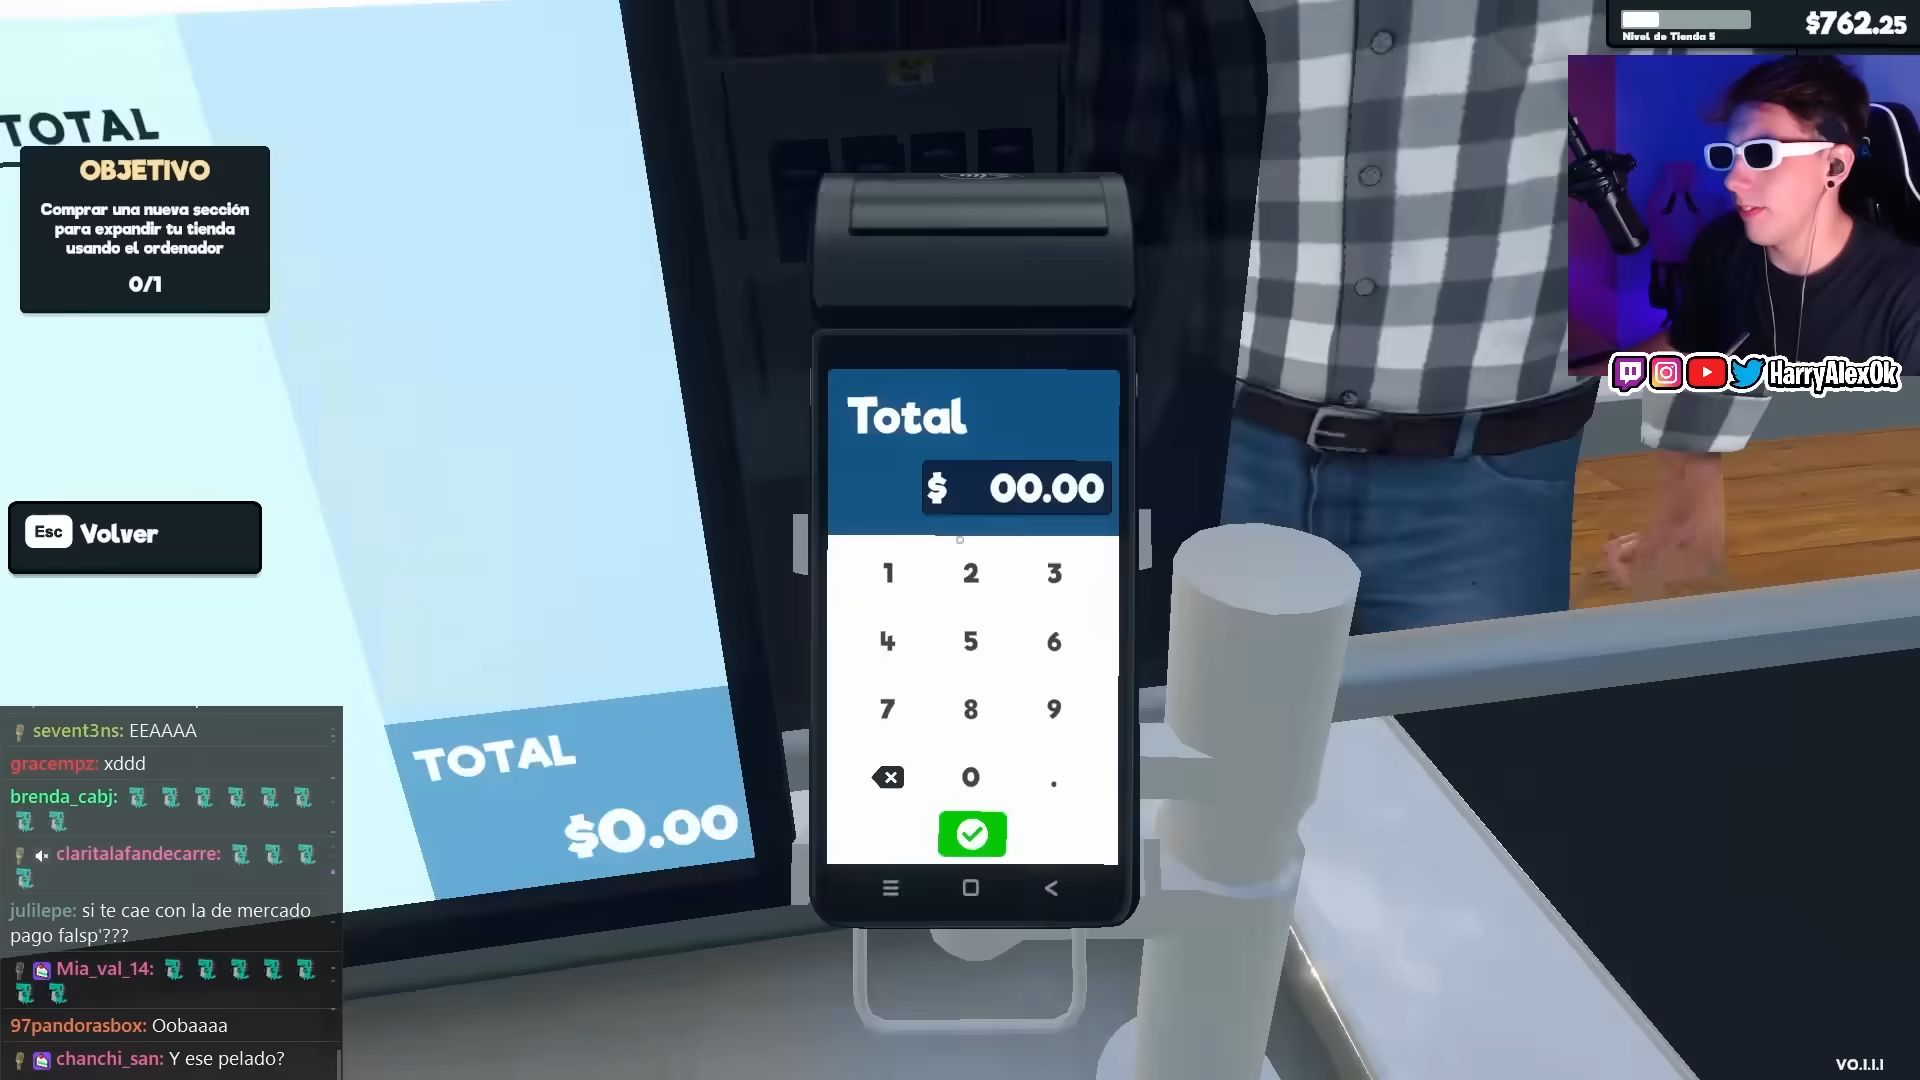 $762.25
Nivel de Tienda 5
TOTAL
OBJETIVO
Comprar una nueva sección
para expandir tu tienda
usando el ordenador
0/1
HarryAlexOk
Total
$ 00.00
Esc Volver
1 2 3
4 5 6
7 8 9
0 .
TOTAL
$0.00
sevent3ns: EEAAAA
gracempz: xddd
brenda_cabj:
claritalafandecarre:
julilepe: si te cae con la de mercado
pago falsp'???
Mia_val_14:
97pandorasbox: Oobaaaa
chanchi_san: Y ese pelado?
V0.1.1.1